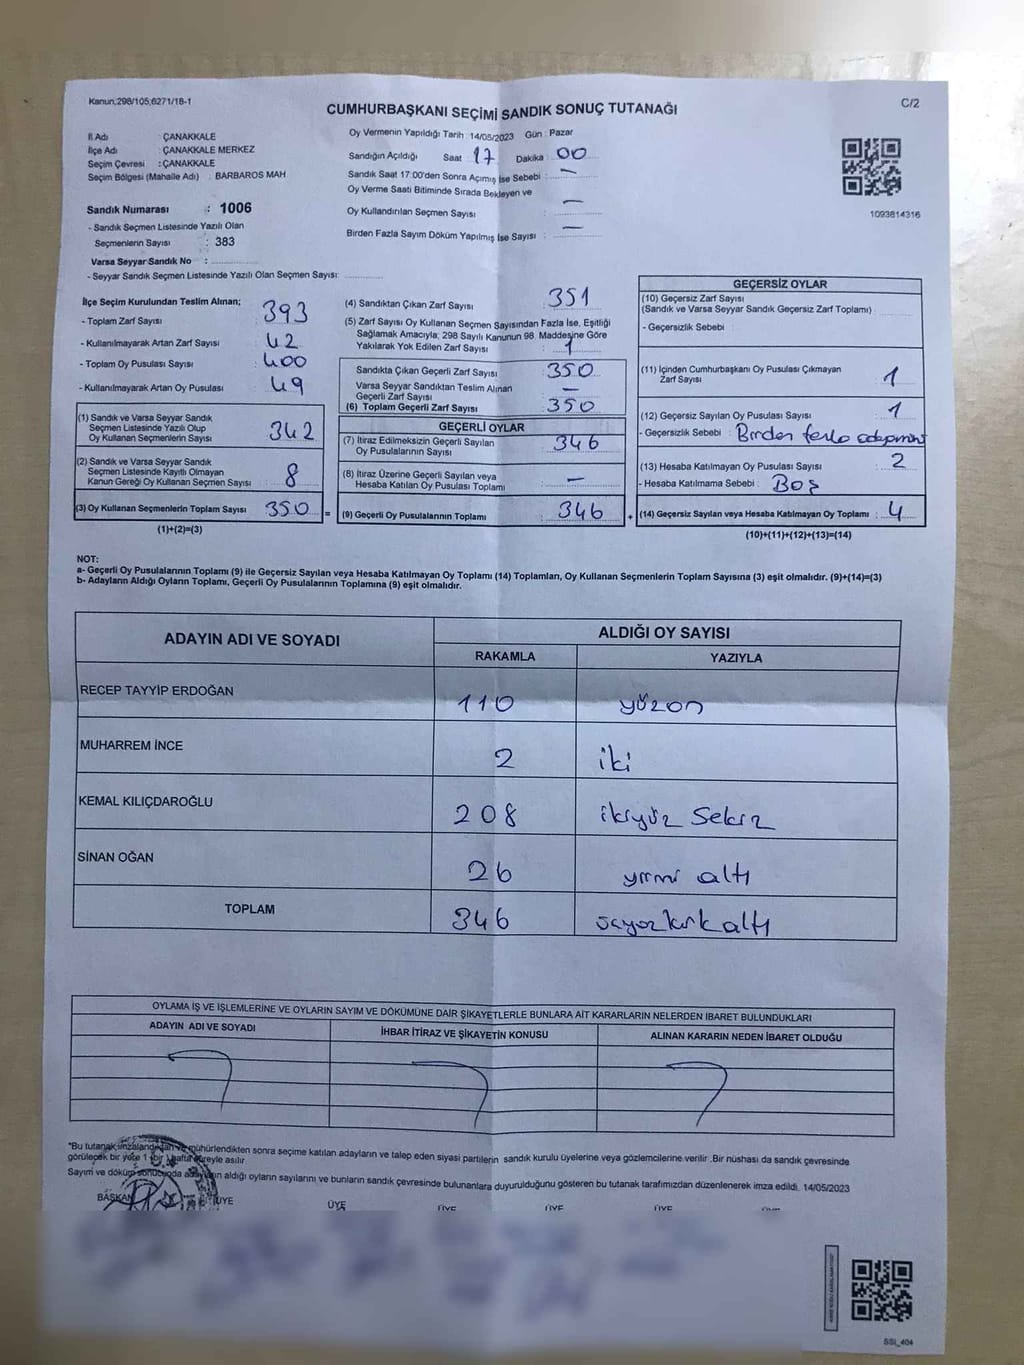 Kanun,298/105;6271/18-1
CUMHURBAŞKANI SEÇİMİ SANDIK SONUÇ TUTANAĞI
C/2
İl Adı : ÇANAKKALE
İlçe Adı : ÇANAKKALE MERKEZ
Seçim Çevresi : ÇANAKKALE
Seçim Bölgesi (Mahalle Adı) : BARBAROS MAH
Sandık Numarası : 1006
- Sandık Seçmen Listesinde Yazılı Olan
Seçmenlerin Sayısı : 383
Varsa Seyyar Sandık No :
- Seyyar Sandık Seçmen Listesinde Yazılı Olan Seçmen Sayısı:
Oy Vermenin Yapıldığı Tarih : 14/05/2023 Gün : Pazar
Sandığın Açıldığı Saat 17 Dakika : 00
Sandık Saat 17:00'den Sonra Açımış İse Sebebi : —
Oy Verme Saati Bitiminde Sırada Bekleyen ve
Oy Kullandırılan Seçmen Sayısı : —
Birden Fazla Sayım Döküm Yapılmış İse Sayısı : —
1093814316
İlçe Seçim Kurulundan Teslim Alınan;
- Toplam Zarf Sayısı : 393
- Kullanılmayarak Artan Zarf Sayısı : 42
- Toplam Oy Pusulası Sayısı : 400
- Kullanılmayarak Artan Oy Pusulası : 49
(1) Sandık ve Varsa Seyyar Sandık
Seçmen Listesinde Yazılı Olup
Oy Kullanan Seçmenlerin Sayısı : 342
(2) Sandık ve Varsa Seyyar Sandık
Seçmen Listesinde Kayıtlı Olmayan
Kanun Gereği Oy Kullanan Seçmen Sayısı : 8
(3) Oy Kullanan Seçmenlerin Toplam Sayısı : 350
(1)+(2)=(3)
(4) Sandıktan Çıkan Zarf Sayısı : 351
(5) Zarf Sayısı Oy Kullanan Seçmen Sayısından Fazla İse, Eşitliği
Sağlamak Amacıyla; 298 Sayılı Kanunun 98. Maddesine Göre
Yakılarak Yok Edilen Zarf Sayısı : 1
Sandıkta Çıkan Geçerli Zarf Sayısı : 350
Varsa Seyyar Sandıktan Teslim Alınan
Geçerli Zarf Sayısı : —
(6) Toplam Geçerli Zarf Sayısı : 350
GEÇERLİ OYLAR
(7) İtiraz Edilmeksizin Geçerli Sayılan
Oy Pusulalarının Sayısı : 346
(8) İtiraz Üzerine Geçerli Sayılan veya
Hesaba Katılan Oy Pusulası Toplamı : —
= (9) Geçerli Oy Pusulalarının Toplamı : 346
GEÇERSİZ OYLAR
(10) Geçersiz Zarf Sayısı
(Sandık ve Varsa Seyyar Sandık Geçersiz Zarf Toplamı) :
- Geçersizlik Sebebi :
(11) İçinden Cumhurbaşkanı Oy Pusulası Çıkmayan
Zarf Sayısı : 1
(12) Geçersiz Sayılan Oy Pusulası Sayısı : 1
- Geçersizlik Sebebi : Birden fazla
(13) Hesaba Katılmayan Oy Pusulası Sayısı : 2
- Hesaba Katılmama Sebebi : Boş
+ (14) Geçersiz Sayılan veya Hesaba Katılmayan Oy Toplamı : 4
(10)+(11)+(12)+(13)=(14)
NOT:
a- Geçerli Oy Pusulalarının Toplamı (9) ile Geçersiz Sayılan veya Hesaba Katılmayan Oy Toplamı (14) Toplamları, Oy Kullanan Seçmenlerin Toplam Sayısına (3) eşit olmalıdır. (9)+(14)=(3)
b- Adayların Aldığı Oyların Toplamı, Geçerli Oy Pusulalarının Toplamına (9) eşit olmalıdır.
ADAYIN ADI VE SOYADI
ALDIĞI OY SAYISI
RAKAMLA YAZIYLA
RECEP TAYYİP ERDOĞAN 110 yüzon
MUHARREM İNCE 2 iki
KEMAL KILIÇDAROĞLU 208 ikiyüz sekiz
SİNAN OĞAN 26 yirmi altı
TOPLAM 346 üçyüzkırkaltı
OYLAMA İŞ VE İŞLEMLERİNE VE OYLARIN SAYIM VE DÖKÜMÜNE DAİR ŞİKAYETLERLE BUNLARA AİT KARARLARIN NELERDEN İBARET BULUNDUKLARI
ADAYIN ADI VE SOYADI İHBAR İTİRAZ VE ŞİKAYETİN KONUSU ALINAN KARARIN NEDEN İBARET OLDUĞU
*Bu tutanak imzalandıktan ve mühürlendikten sonra seçime katılan adayların ve talep eden siyasi partilerin sandık kurulu üyelerine veya gözlemcilerine verilir. Bir nüshası da sandık çevresinde
görülecek bir yere 1 (bir) hafta süreyle asılır.
Sayım ve döküm sonucunda adayların aldığı oyların sayılarını ve bunların sandık çevresinde bulunanlara duyurulduğunu gösteren bu tutanak tarafımızdan düzenlenerek imza edildi. 14/05/2023
BAŞKAN ÜYE ÜYE ÜYE ÜYE ÜYE
SSL_404